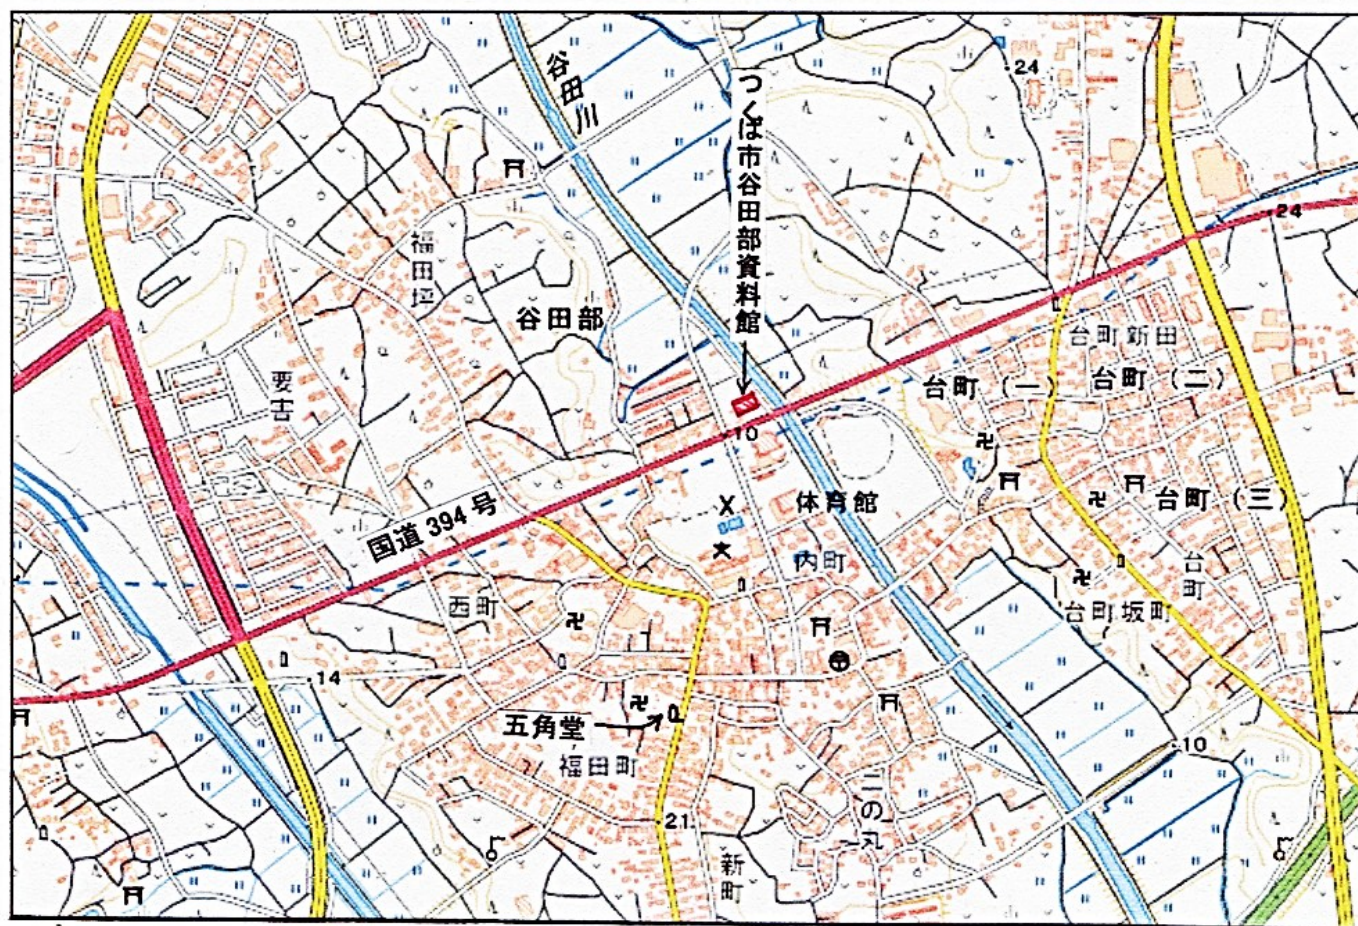 谷田川
24
つくば市谷田部資料館
24
福田坪
谷田部
台町新田
要害
台町（一）
台町（二）
10
国道394号
体育館
台町（三）
内町
台町
西町
台町坂町
14
五角堂
福田町
10
二の丸
21
新町